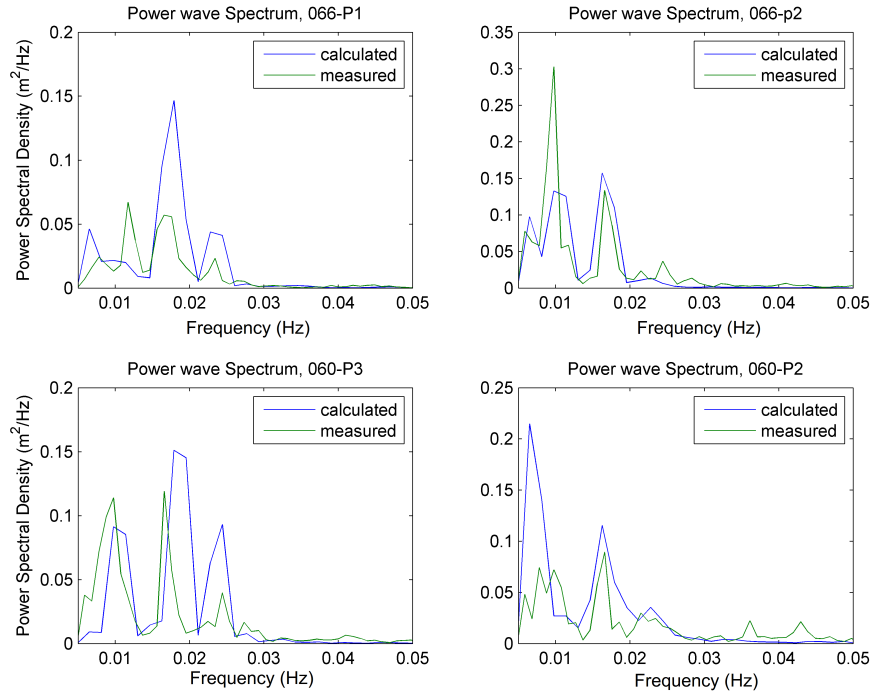 Power wave Spectrum, 066-P1
0.2
0.15
0.1
0.05
0
0.01 0.02 0.03 0.04 0.05
Frequency (Hz)
Power Spectral Density (m²/Hz)
calculated
measured
Power wave Spectrum, 066-p2
0.35
0.3
0.25
0.2
0.15
0.1
0.05
0
0.01 0.02 0.03 0.04 0.05
Frequency (Hz)
calculated
measured
Power wave Spectrum, 060-P3
0.2
0.15
0.1
0.05
0
0.01 0.02 0.03 0.04 0.05
Frequency (Hz)
Power Spectral Density (m²/Hz)
calculated
measured
Power wave Spectrum, 060-P2
0.25
0.2
0.15
0.1
0.05
0
0.01 0.02 0.03 0.04 0.05
Frequency (Hz)
calculated
measured